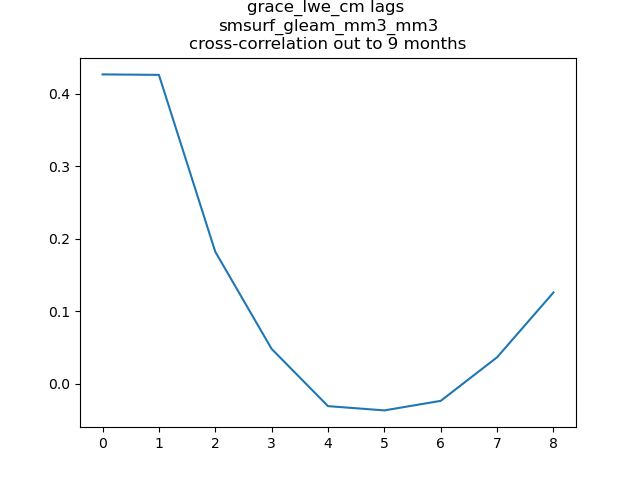 grace_lwe_cm lags
smsurf_gleam_mm3_mm3
cross-correlation out to 9 months
0.4
0.3
0.2
0.1
0.0
0 1 2 3 4 5 6 7 8